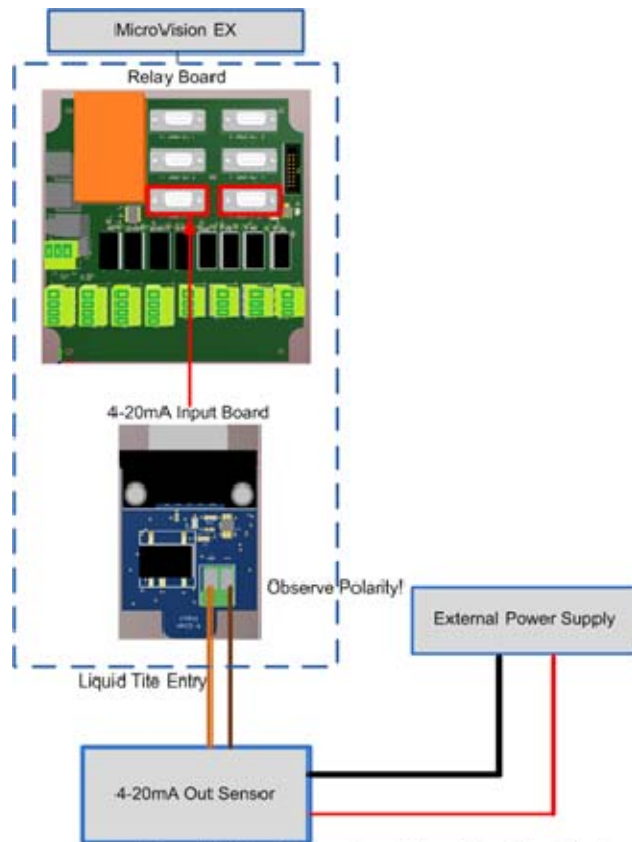 MicroVision EX
Relay Board
4-20mA Input Board
Observe Polarity!
External Power Supply
Liquid Tite Entry
4-20mA Out Sensor